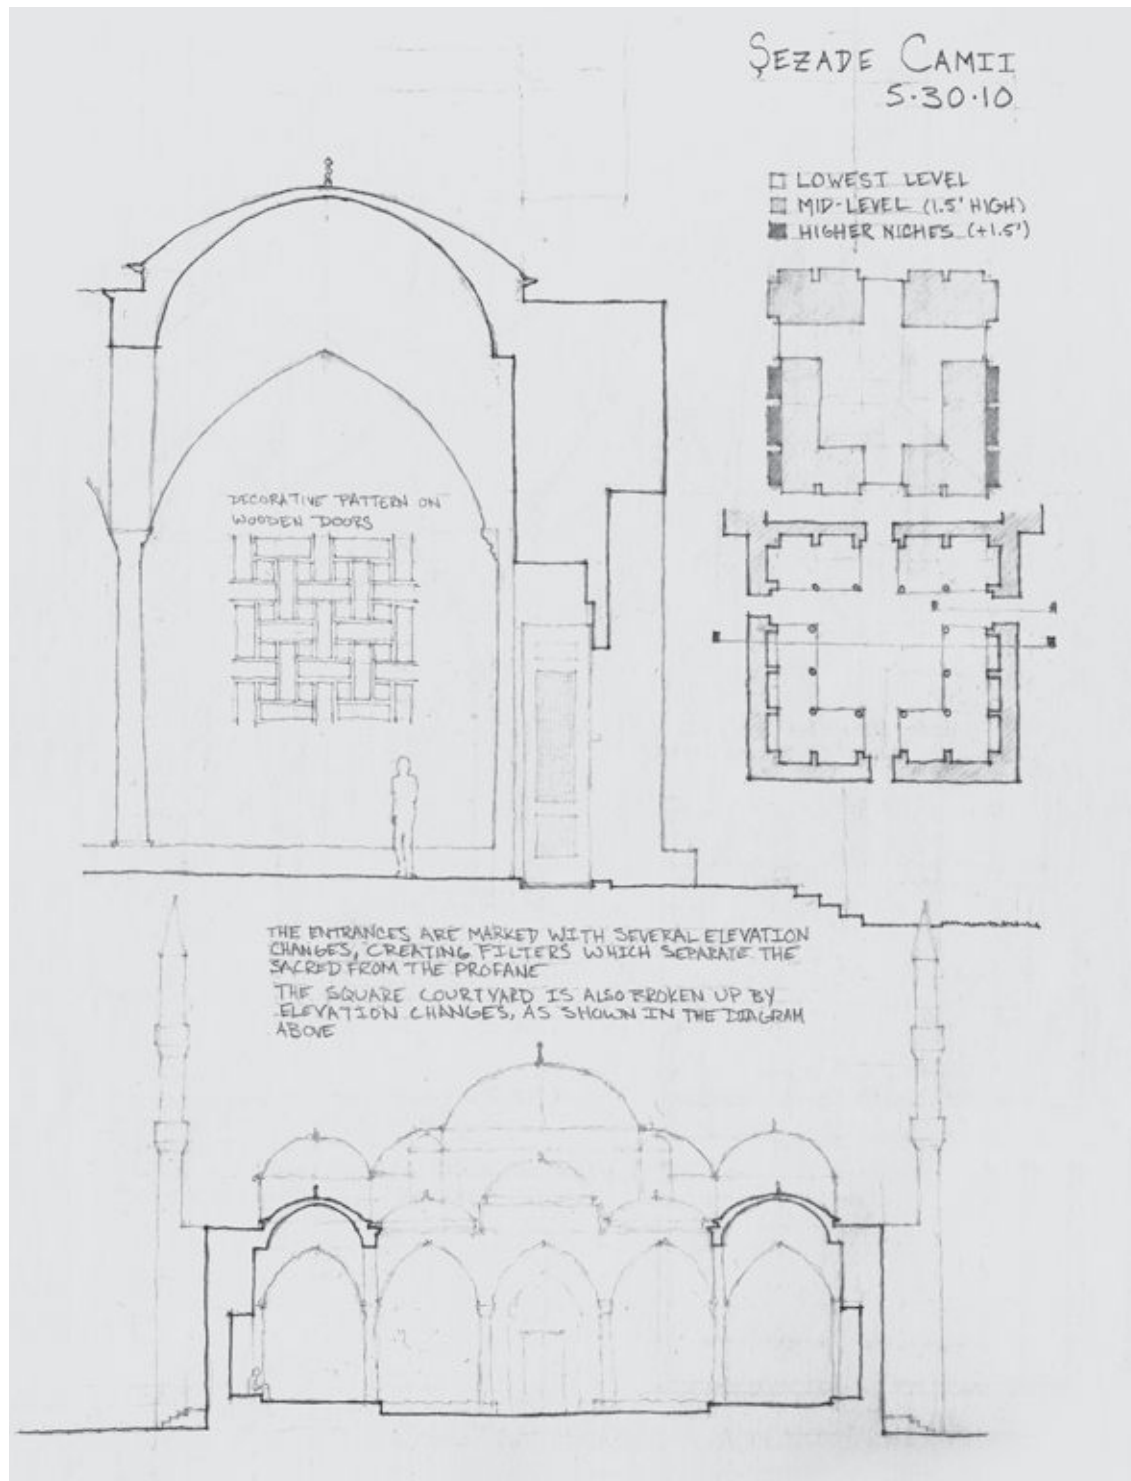 ŞEZADE CAMII
5.30.10
LOWEST LEVEL
MID-LEVEL (1.5' HIGH)
HIGHER NICHES (+1.5')
DECORATIVE PATTERN ON
WOODEN DOORS
THE ENTRANCES ARE MARKED WITH SEVERAL ELEVATION
CHANGES, CREATING FILTERS WHICH SEPARATE THE
SACRED FROM THE PROFANE
THE SQUARE COURTYARD IS ALSO BROKEN UP BY
ELEVATION CHANGES, AS SHOWN IN THE DIAGRAM
ABOVE